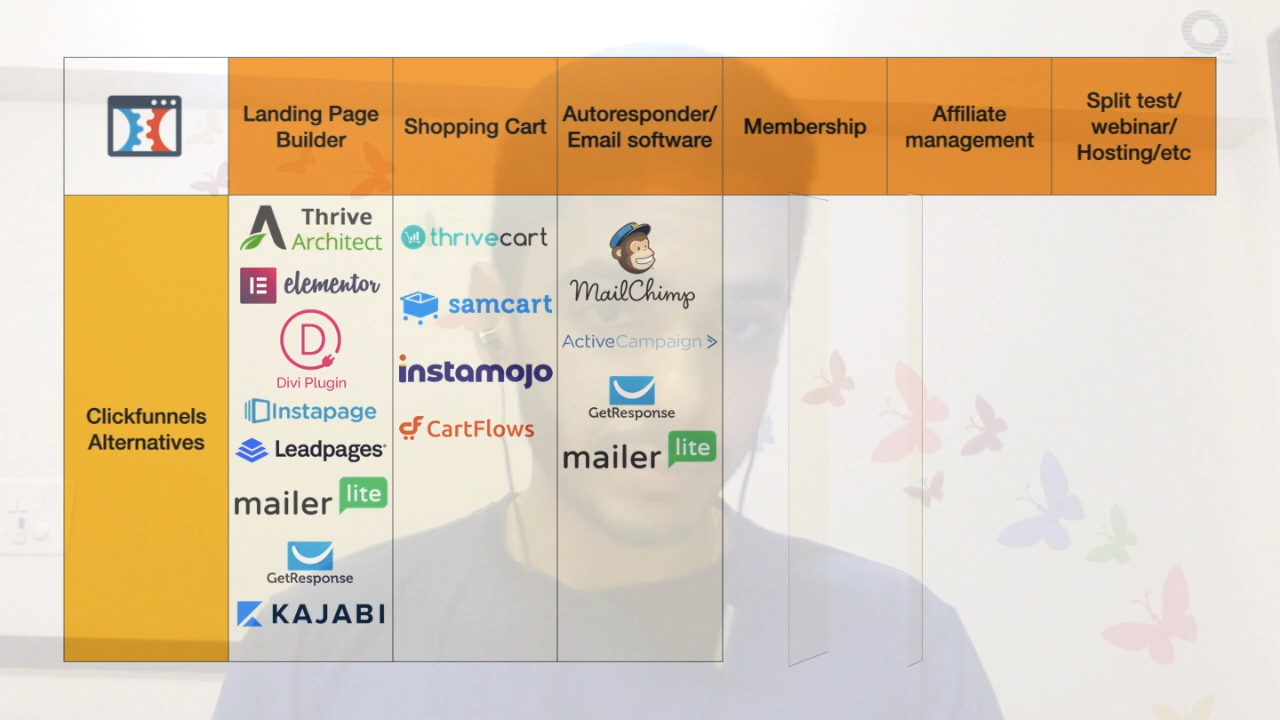 Landing Page
Builder
Shopping Cart
Autoresponder/
Email software
Membership
Affiliate
management
Split test/
webinar/
Hosting/etc
Clickfunnels
Alternatives
Thrive
Architect
elementor
D
Divi Plugin
Instapage
Leadpages
mailer lite
GetResponse
KAJABI
thrivecart
samcart
instamojo
CartFlows
MailChimp
ActiveCampaign
GetResponse
mailer lite